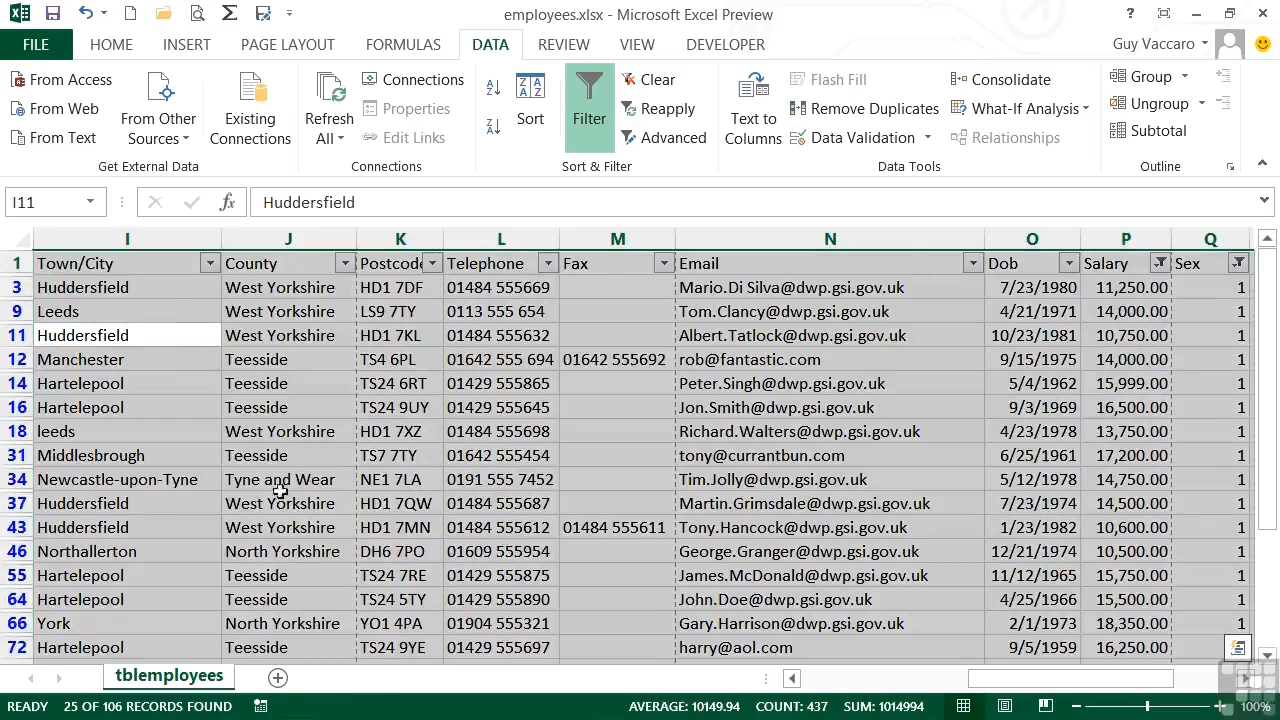 employees.xlsx - Microsoft Excel Preview
FILE HOME INSERT PAGE LAYOUT FORMULAS DATA REVIEW VIEW DEVELOPER Guy Vaccaro
From Access
From Web
From Text
From Other
Sources
Existing
Connections
Get External Data
Refresh
All
Connections
Properties
Edit Links
Connections
Sort
Filter
Clear
Reapply
Advanced
Sort & Filter
Text to
Columns
Flash Fill
Remove Duplicates
Data Validation
Consolidate
What-If Analysis
Relationships
Data Tools
Group
Ungroup
Subtotal
Outline
I11 fx Huddersfield
I J K L M N O P Q
1 Town/City County Postcode Telephone Fax Email Dob Salary Sex
3 Huddersfield West Yorkshire HD1 7DF 01484 555669 Mario.Di Silva@dwp.gsi.gov.uk 7/23/1980 11,250.00 1
9 Leeds West Yorkshire LS9 7TY 0113 555 654 Tom.Clancy@dwp.gsi.gov.uk 4/21/1971 14,000.00 1
11 Huddersfield West Yorkshire HD1 7KL 01484 555632 Albert.Tatlock@dwp.gsi.gov.uk 10/23/1981 10,750.00 1
12 Manchester Teesside TS4 6PL 01642 555 694 01642 555692 rob@fantastic.com 9/15/1975 14,000.00 1
14 Hartelepool Teesside TS24 6RT 01429 555865 Peter.Singh@dwp.gsi.gov.uk 5/4/1962 15,999.00 1
16 Hartelepool Teesside TS24 9UY 01429 555645 Jon.Smith@dwp.gsi.gov.uk 9/3/1969 16,500.00 1
18 leeds West Yorkshire HD1 7XZ 01484 555698 Richard.Walters@dwp.gsi.gov.uk 4/23/1978 13,750.00 1
31 Middlesbrough Teesside TS7 7TY 01642 555454 tony@currantbun.com 6/25/1961 17,200.00 1
34 Newcastle-upon-Tyne Tyne and Wear NE1 7LA 0191 555 7452 Tim.Jolly@dwp.gsi.gov.uk 5/12/1978 14,750.00 1
37 Huddersfield West Yorkshire HD1 7QW 01484 555687 Martin.Grimsdale@dwp.gsi.gov.uk 7/23/1974 14,500.00 1
43 Huddersfield West Yorkshire HD1 7MN 01484 555612 01484 555611 Tony.Hancock@dwp.gsi.gov.uk 1/23/1982 10,600.00 1
46 Northallerton North Yorkshire DH6 7PO 01609 555954 George.Granger@dwp.gsi.gov.uk 12/21/1974 10,500.00 1
55 Hartelepool Teesside TS24 7RE 01429 555875 James.McDonald@dwp.gsi.gov.uk 11/12/1965 15,750.00 1
64 Hartelepool Teesside TS24 5TY 01429 555890 John.Doe@dwp.gsi.gov.uk 4/25/1966 15,500.00 1
66 York North Yorkshire YO1 4PA 01904 555321 Gary.Harrison@dwp.gsi.gov.uk 2/1/1973 18,350.00 1
72 Hartelepool Teesside TS24 9YE 01429 555697 harry@aol.com 9/5/1959 16,250.00 1
tblemployees
READY 25 OF 106 RECORDS FOUND AVERAGE: 10149.94 COUNT: 437 SUM: 1014994 100%